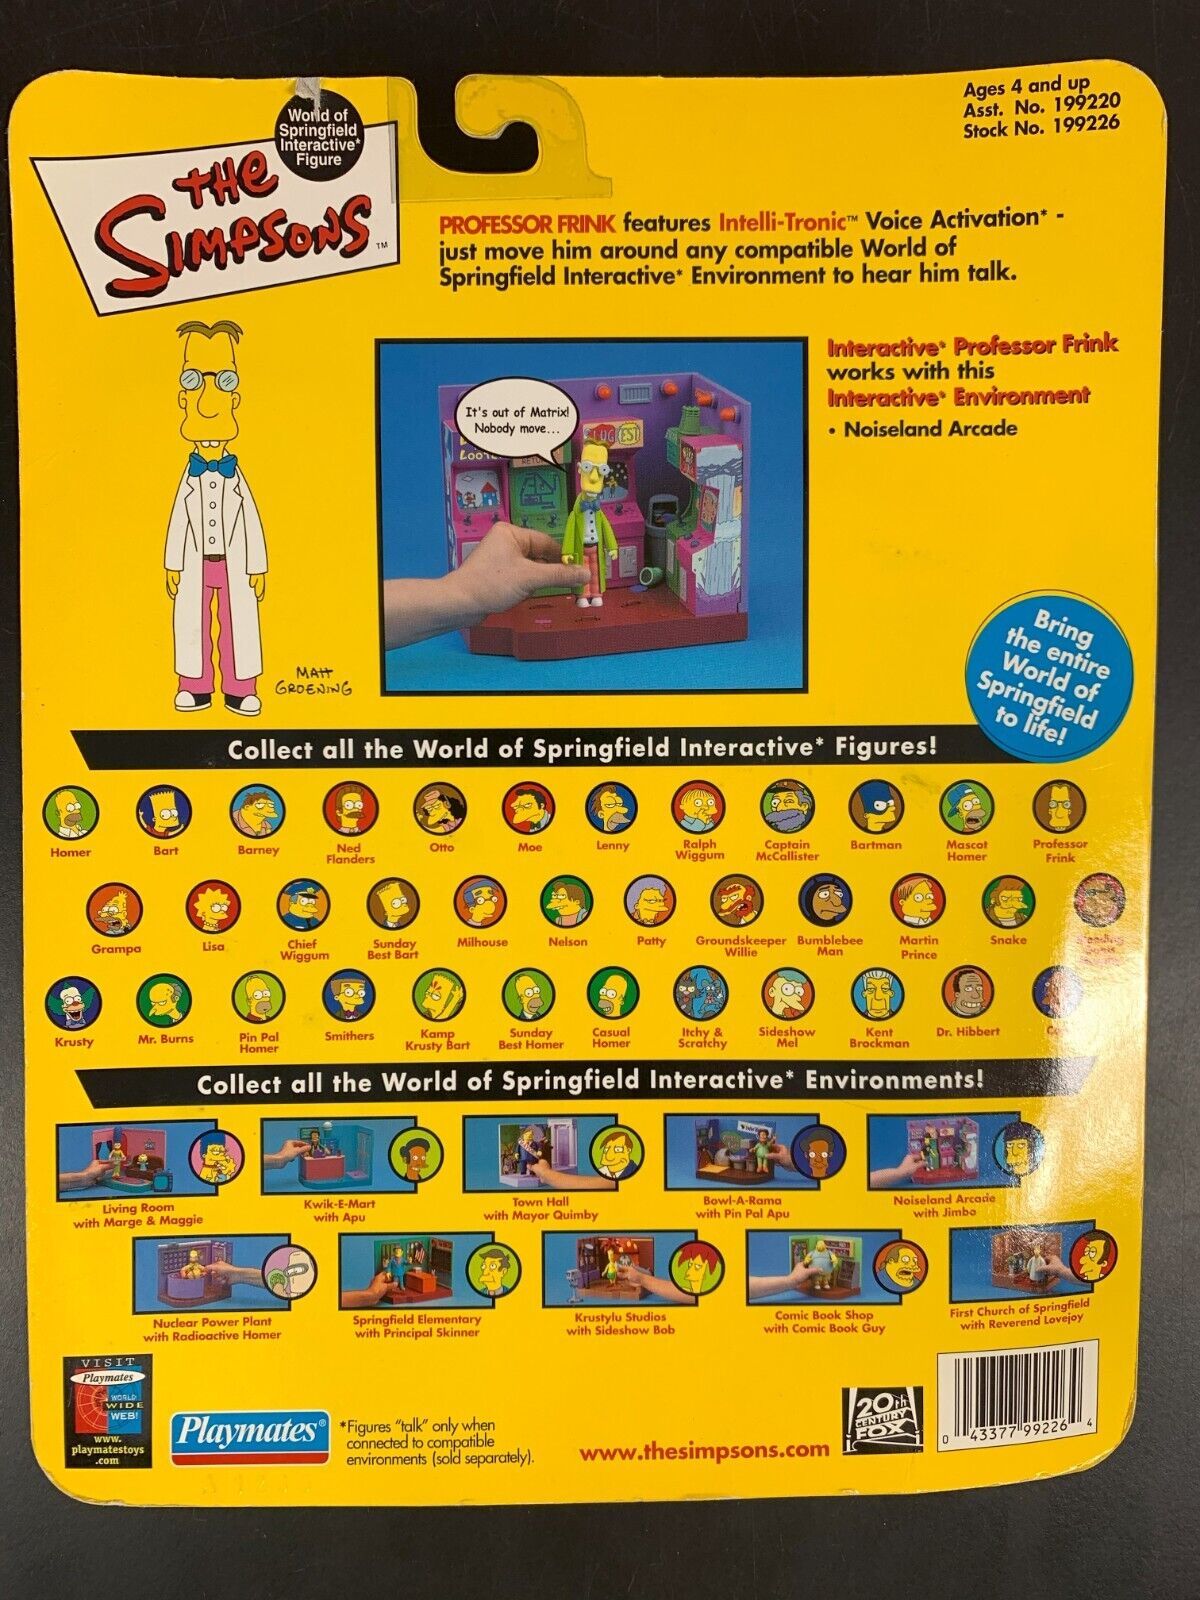 World of
Springfield
Interactive*
Figure
THE
SIMPSONS™
Ages 4 and up
Asst. No. 199220
Stock No. 199226
PROFESSOR FRINK features Intelli-Tronic™ Voice Activation* -
just move him around any compatible World of
Springfield Interactive* Environment to hear him talk.
It's out of Matrix!
Nobody move...
SLUG FEST
Interactive* Professor Frink
works with this
Interactive* Environment
• Noiseland Arcade
MATT
GROENING
Bring
the entire
World of
Springfield
to life!
Collect all the World of Springfield Interactive* Figures!
Homer
Bart
Barney
Ned
Flanders
Otto
Moe
Lenny
Ralph
Wiggum
Captain
McCallister
Bartman
Mascot
Homer
Professor
Frink
Grampa
Lisa
Chief
Wiggum
Sunday
Best Bart
Milhouse
Nelson
Patty
Groundskeeper
Willie
Bumblebee
Man
Martin
Prince
Snake
Krusty
Mr. Burns
Pin Pal
Homer
Smithers
Kamp
Krusty Bart
Sunday
Best Homer
Casual
Homer
Itchy &
Scratchy
Sideshow
Mel
Kent
Brockman
Dr. Hibbert
Collect all the World of Springfield Interactive* Environments!
Living Room
with Marge & Maggie
Kwik-E-Mart
with Apu
Town Hall
with Mayor Quimby
Bowl-A-Rama
with Pin Pal Apu
Noiseland Arcade
with Jimbo
Nuclear Power Plant
with Radioactive Homer
Springfield Elementary
with Principal Skinner
Krustylu Studios
with Sideshow Bob
Comic Book Shop
with Comic Book Guy
First Church of Springfield
with Reverend Lovejoy
VISIT
Playmates
WORLD
WIDE
WEB!
www.
playmatestoys
.com
Playmates®
*Figures "talk" only when
connected to compatible
environments (sold separately).
www.thesimpsons.com
20th
CENTURY
FOX
0 43377 99226 4